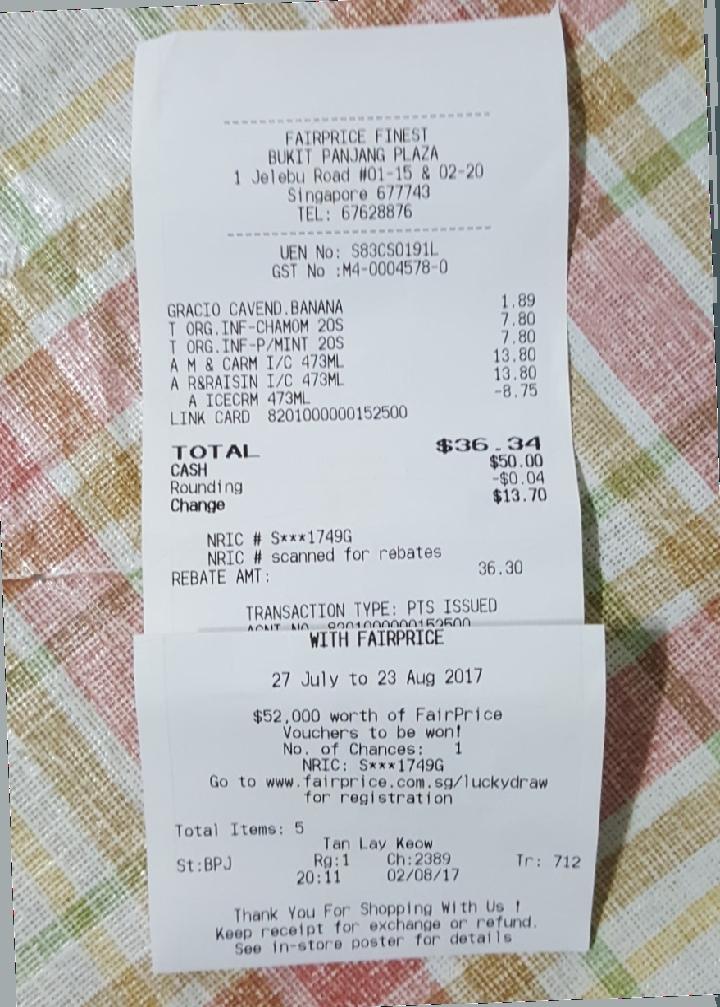 FAIRPRICE FINEST
BUKIT PANJANG PLAZA
1 Jelebu Road #01-15 & 02-20
Singapore 677743
TEL: 67628876
UEN No: S83CS0191L
GST No :M4-0004578-0
GRACIO CAVEND.BANANA 1.89
T ORG.INF-CHAMOM 20S 7.80
T ORG.INF-P/MINT 20S 7.80
A M & CARM I/C 473ML 13.80
A R&RAISIN I/C 473ML 13.80
A ICECRM 473ML -8.75
LINK CARD 8201000000152500
TOTAL $36.34
CASH $50.00
Rounding -$0.04
Change $13.70
NRIC # S***1749G
NRIC # scanned for rebates
REBATE AMT: 36.30
TRANSACTION TYPE: PTS ISSUED
ACNT NO 8201000000152500
WITH FAIRPRICE
27 July to 23 Aug 2017
$52,000 worth of FairPrice
Vouchers to be won!
No. of Chances: 1
NRIC: S***1749G
Go to www.fairprice.com.sg/luckydraw
for registration
Total Items: 5
Tan Lay Keow
St:BPJ Rg:1 Ch:2389 Tr: 712
20:11 02/08/17
Thank You For Shopping With Us !
Keep receipt for exchange or refund.
See in-store poster for details